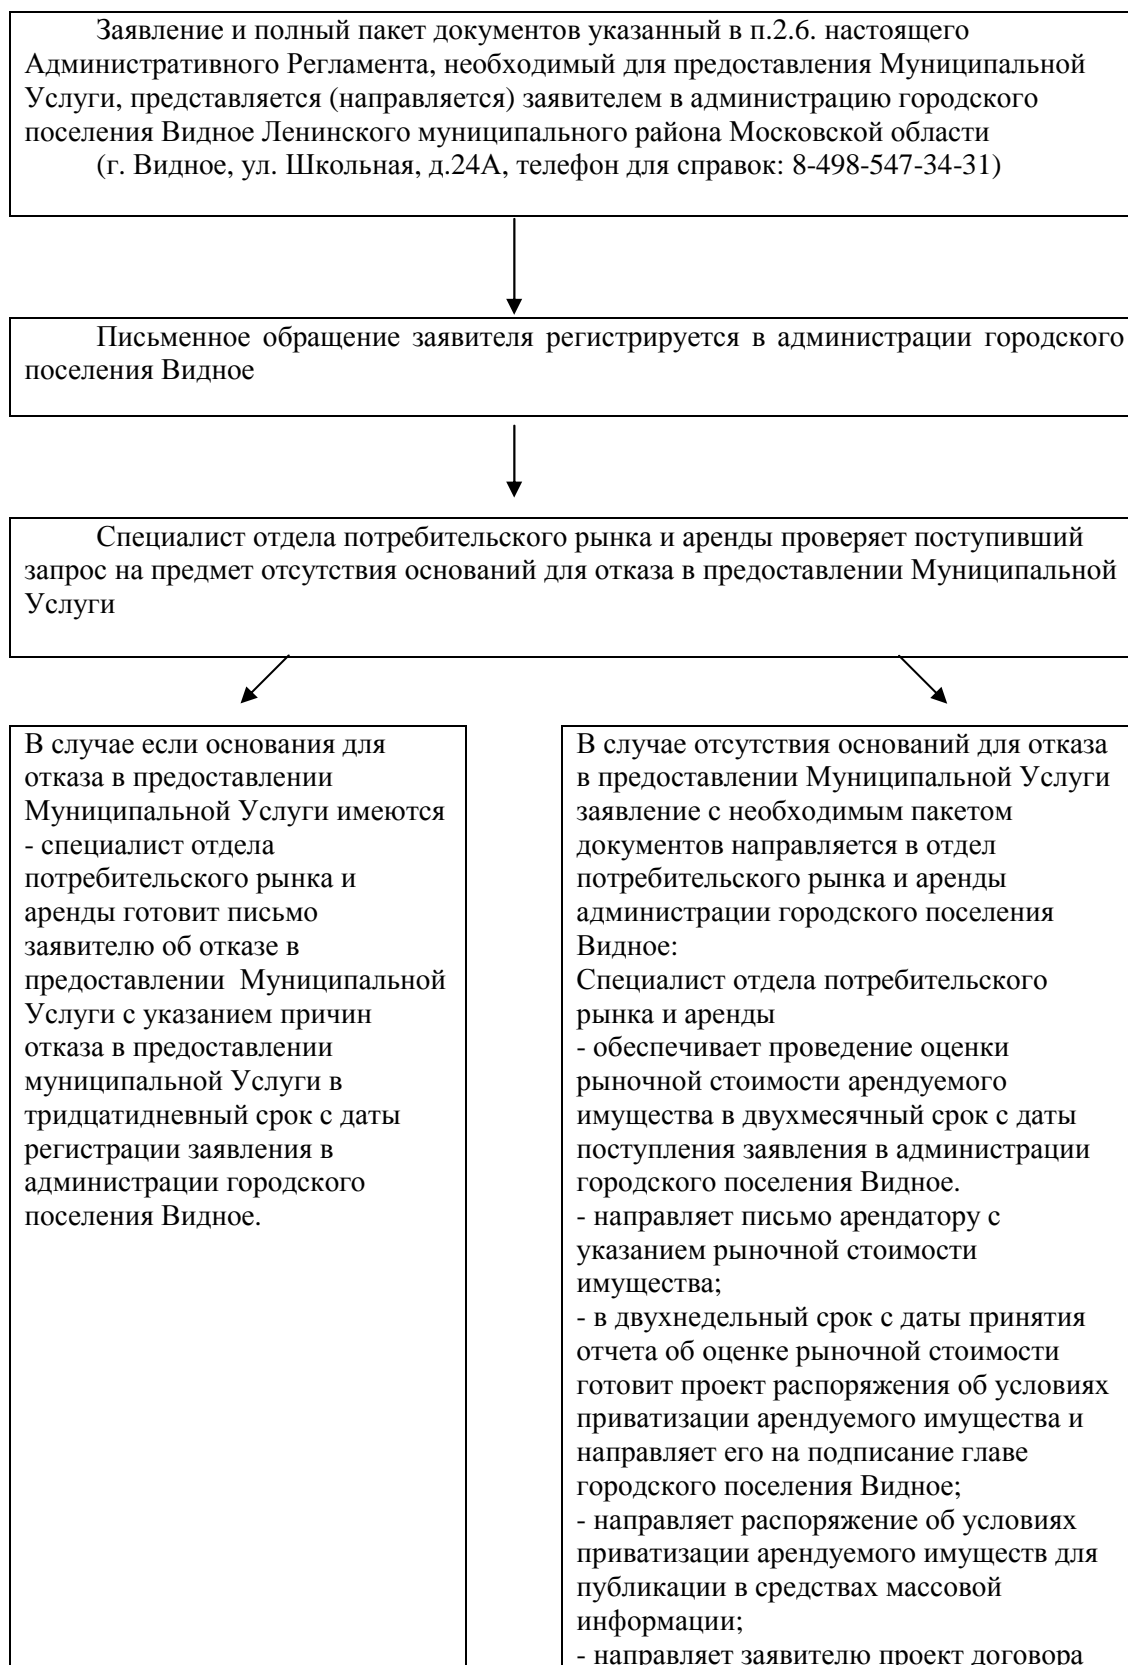 Заявление и полный пакет документов указанный в п.2.6. настоящего
Административного Регламента, необходимый для предоставления Муниципальной
Услуги, представляется (направляется) заявителем в администрацию городского
поселения Видное Ленинского муниципального района Московской области
(г. Видное, ул. Школьная, д.24А, телефон для справок: 8-498-547-34-31)
Письменное обращение заявителя регистрируется в администрации городского
поселения Видное
Специалист отдела потребительского рынка и аренды проверяет поступивший
запрос на предмет отсутствия оснований для отказа в предоставлении Муниципальной
Услуги
В случае если основания для
отказа в предоставлении
Муниципальной Услуги имеются
- специалист отдела
потребительского рынка и
аренды готовит письмо
заявителю об отказе в
предоставлении Муниципальной
Услуги с указанием причин
отказа в предоставлении
муниципальной Услуги в
тридцатидневный срок с даты
регистрации заявления в
администрации городского
поселения Видное.
В случае отсутствия оснований для отказа
в предоставлении Муниципальной Услуги
заявление с необходимым пакетом
документов направляется в отдел
потребительского рынка и аренды
администрации городского поселения
Видное:
Специалист отдела потребительского
рынка и аренды
- обеспечивает проведение оценки
рыночной стоимости арендуемого
имущества в двухмесячный срок с даты
поступления заявления в администрации
городского поселения Видное.
- направляет письмо арендатору с
указанием рыночной стоимости
имущества;
- в двухнедельный срок с даты принятия
отчета об оценке рыночной стоимости
готовит проект распоряжения об условиях
приватизации арендуемого имущества и
направляет его на подписание главе
городского поселения Видное;
- направляет распоряжение об условиях
приватизации арендуемого имуществ для
публикации в средствах массовой
информации;
- направляет заявителю проект договора